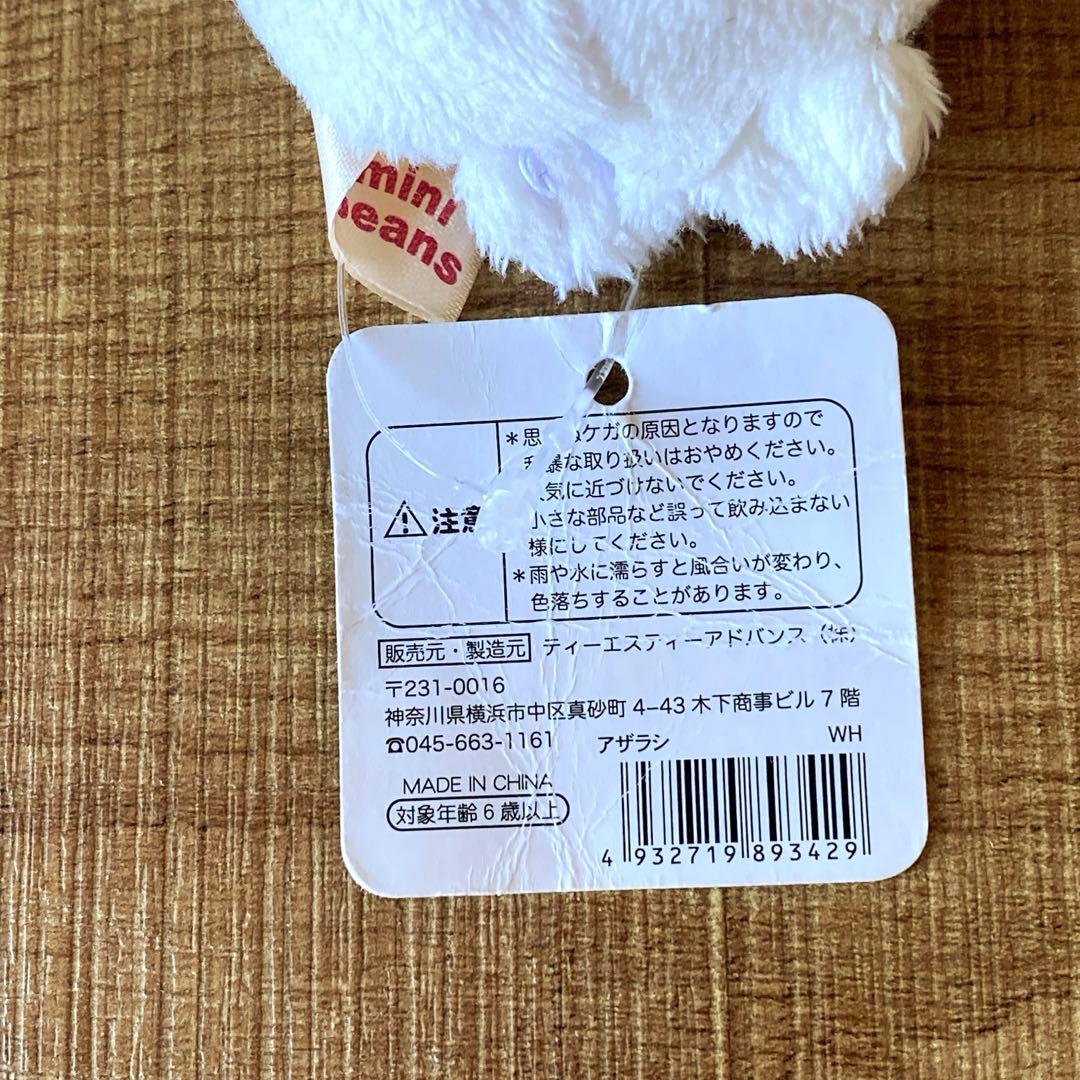 mini
beans
⚠注意
*思 ぬケガの原因となりますので
暴な取り扱いはおやめください。
気に近づけないでください。
小さな部品など誤って飲み込まない
様にしてください。
*雨や水に濡らすと風合いが変わり、
色落ちすることがあります。
販売元・製造元 ティーエスティーアドバンス(株)
〒231-0016
神奈川県横浜市中区真砂町 4-43 木下商事ビル 7 階
☎045-663-1161
アザラシ WH
MADE IN CHINA
対象年齢 6 歳以上
4 932719 893429